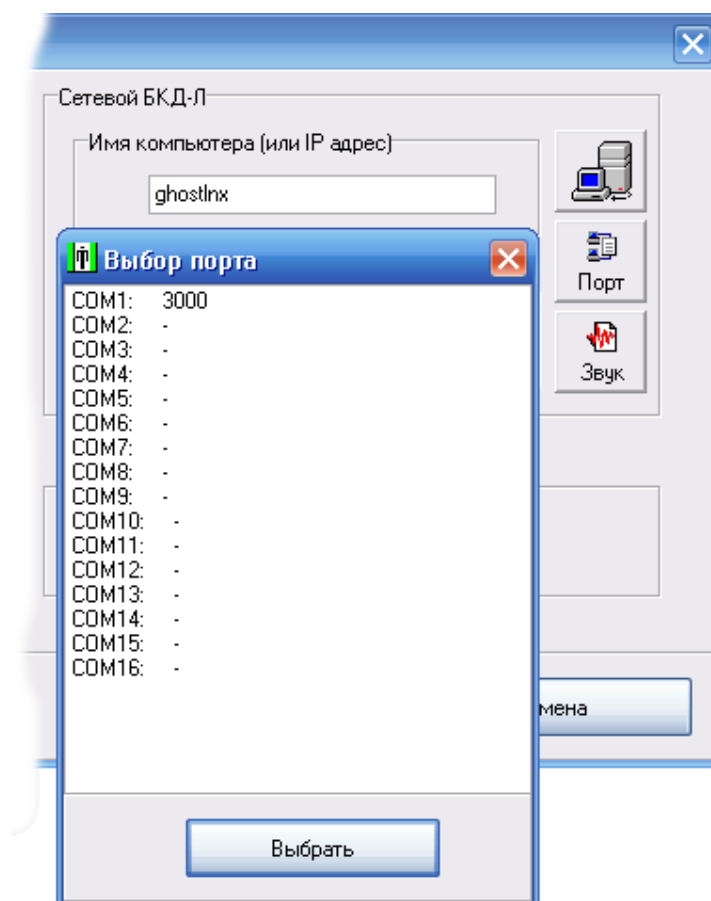 Сетевой БКД-Л
Имя компьютера (или IP адрес)
ghostlnx
Порт
Звук
Выбор порта
COM1: 3000
COM2: -
COM3: -
COM4: -
COM5: -
COM6: -
COM7: -
COM8: -
COM9: -
COM10: -
COM11: -
COM12: -
COM13: -
COM14: -
COM15: -
COM16: -
мена
Выбрать